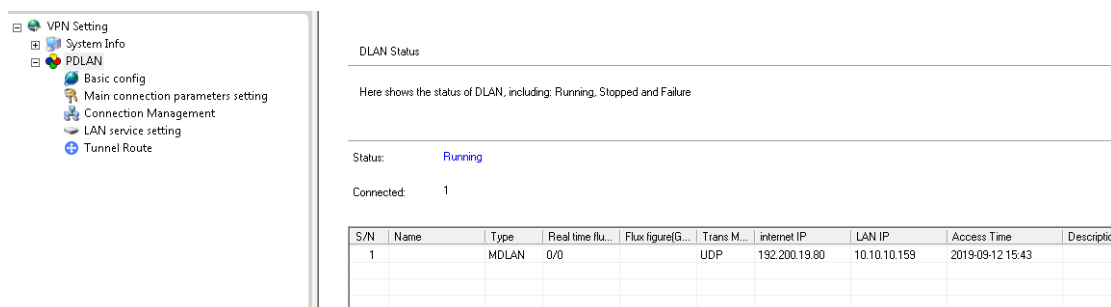 VPN Setting
System Info
PDLAN
Basic config
Main connection parameters setting
Connection Management
LAN service setting
Tunnel Route
DLAN Status
Here shows the status of DLAN, including: Running, Stopped and Failure
Status: Running
Connected: 1
S/N Name Type Real time flu... Flux figure(G... Trans M... internet IP LAN IP Access Time Descriptio
1 MDLAN 0/0 UDP 192.200.19.80 10.10.10.159 2019-09-12 15:43